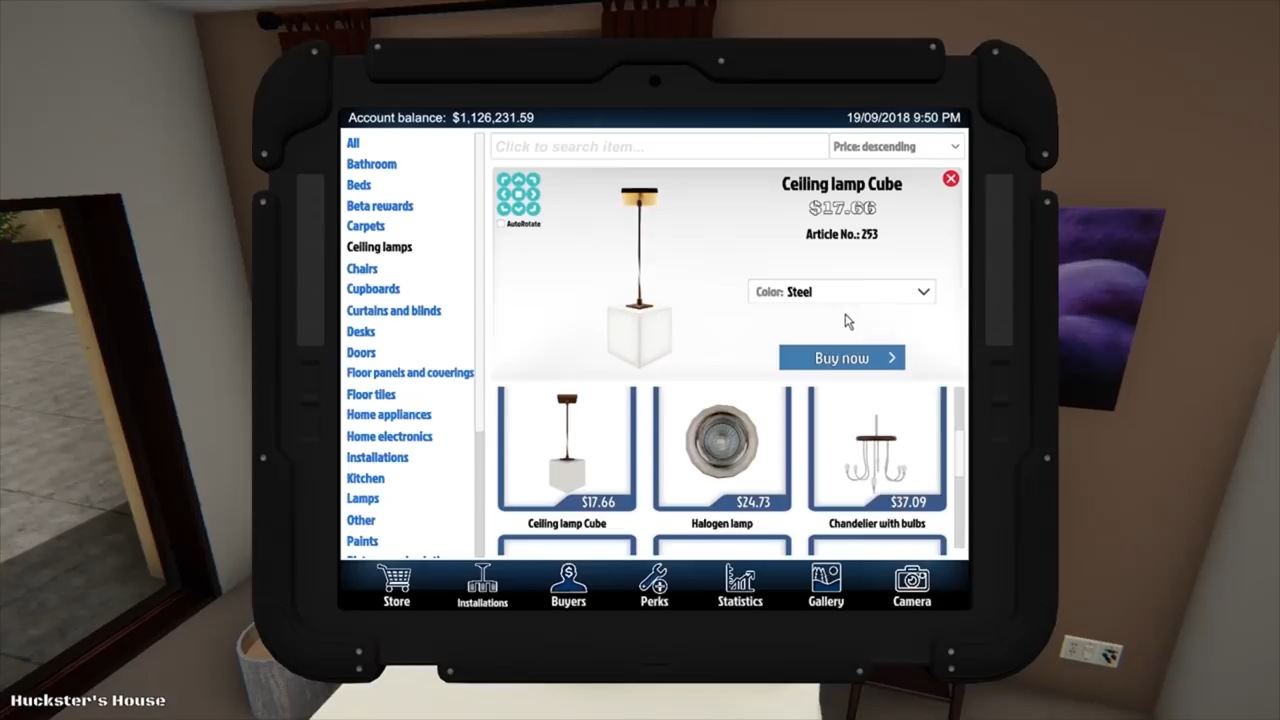 Account balance: $1,126,231.59
19/09/2018 9:50 PM
All
Bathroom
Beds
Beta rewards
Carpets
Ceiling lamps
Chairs
Cupboards
Curtains and blinds
Desks
Doors
Floor panels and coverings
Floor tiles
Home appliances
Home electronics
Installations
Kitchen
Lamps
Other
Paints
Click to search item...
Price: descending
AutoRotate
Ceiling lamp Cube
$17.66
Article No.: 253
Color: Steel
Buy now
$17.66
$24.73
$37.09
Ceiling lamp Cube
Halogen lamp
Chandelier with bulbs
Store
Installations
Buyers
Perks
Statistics
Gallery
Camera
Huckster's House